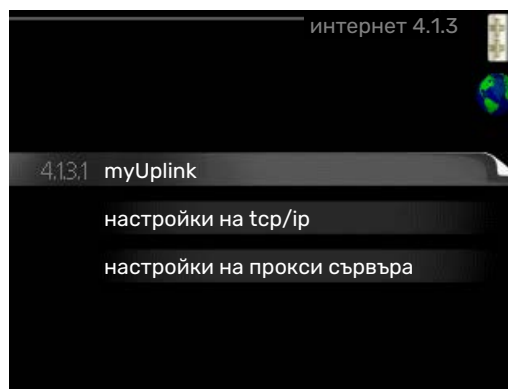 интернет 4.1.3
4.1.3.1 myUplink
настройки на tcp/ip
настройки на прокси сървъра